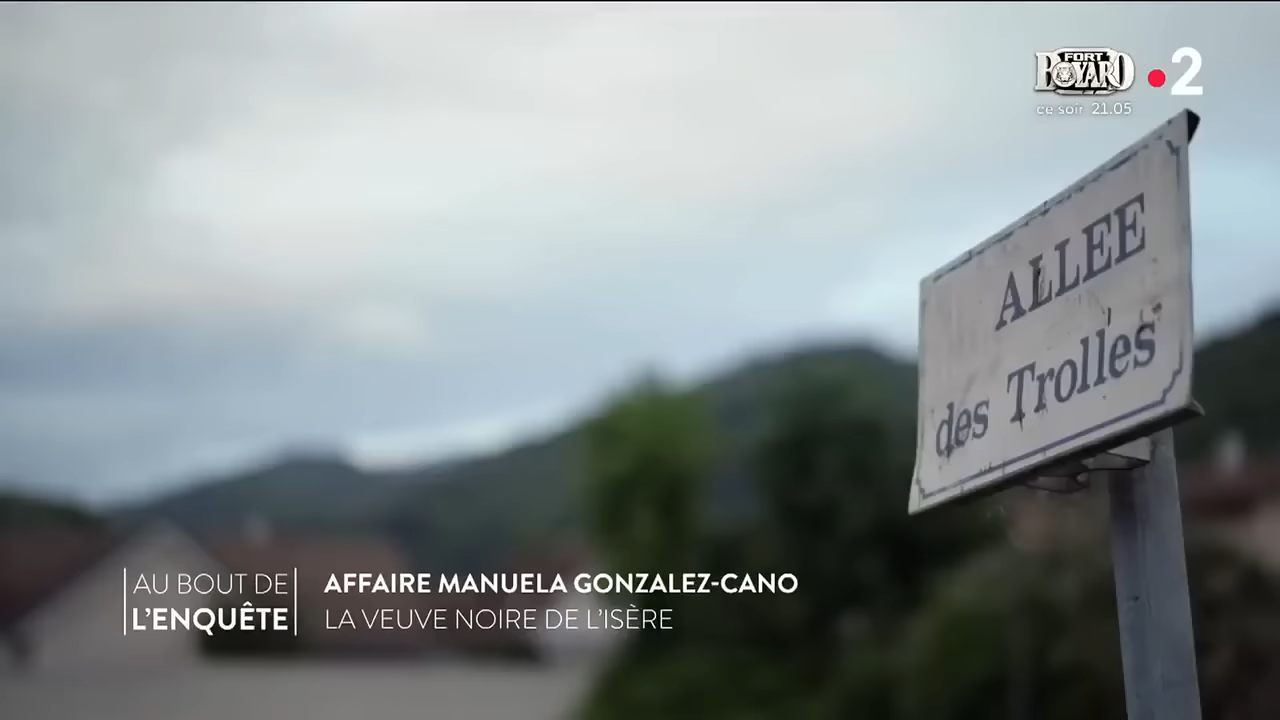 FORT
BOYARD
2
ce soir 21.05
ALLEE
des Trolles
AU BOUT DE
L'ENQUÊTE
AFFAIRE MANUELA GONZALEZ-CANO
LA VEUVE NOIRE DE L'ISÈRE